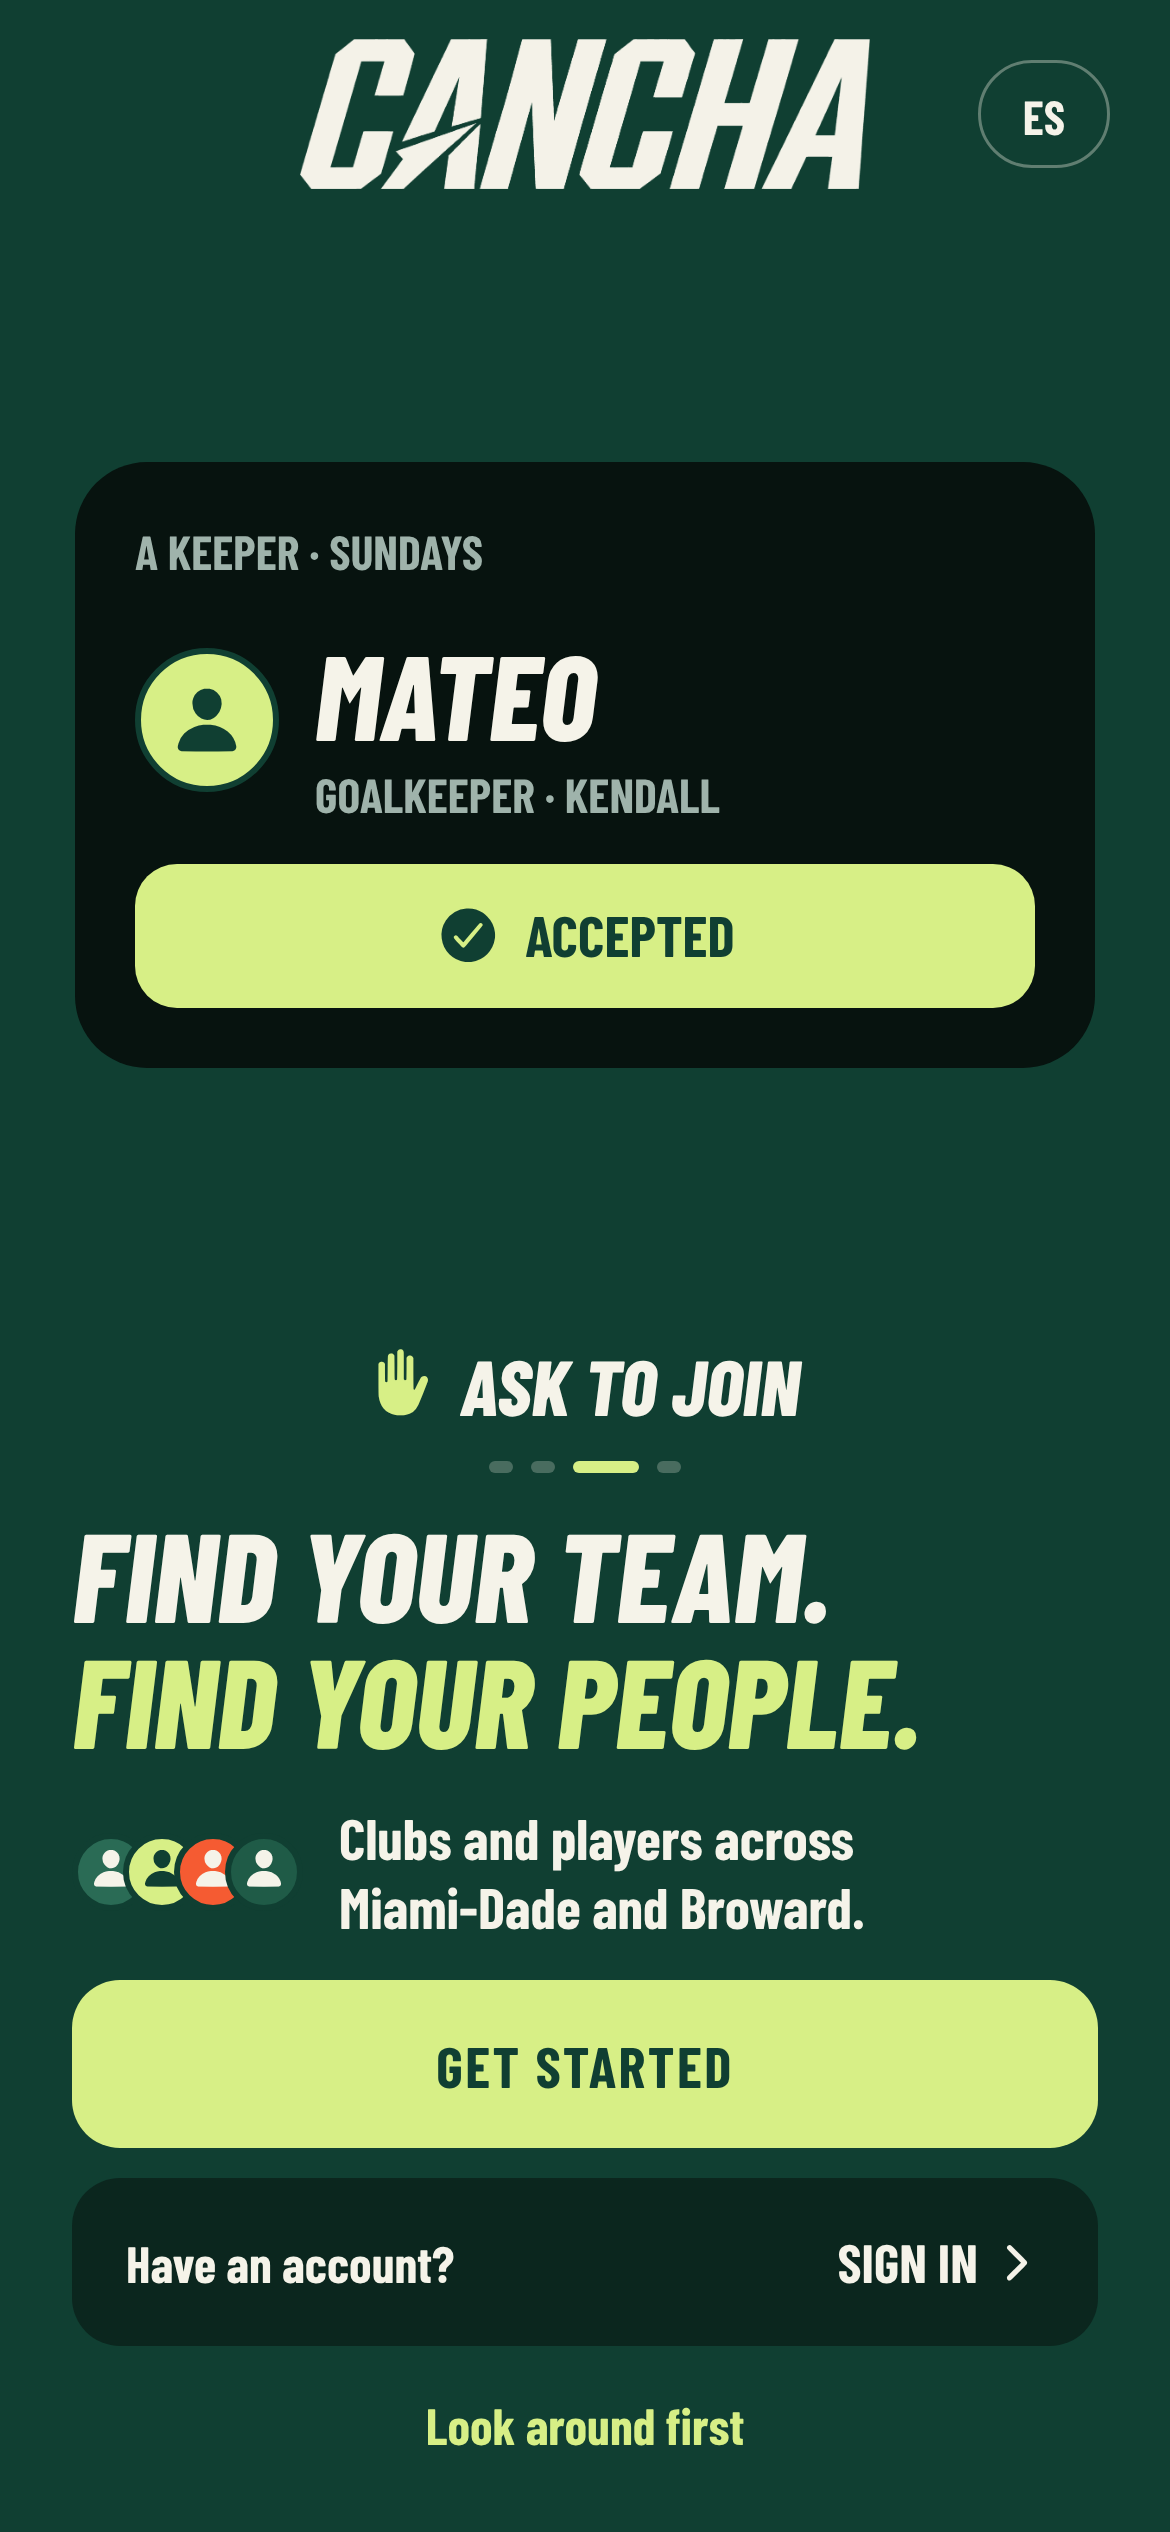 CANCHA
ES
A KEEPER · SUNDAYS
MATEO
GOALKEEPER · KENDALL
ACCEPTED
ASK TO JOIN
FIND YOUR TEAM.
FIND YOUR PEOPLE.
Clubs and players across
Miami-Dade and Broward.
GET STARTED
Have an account?
SIGN IN
Look around first